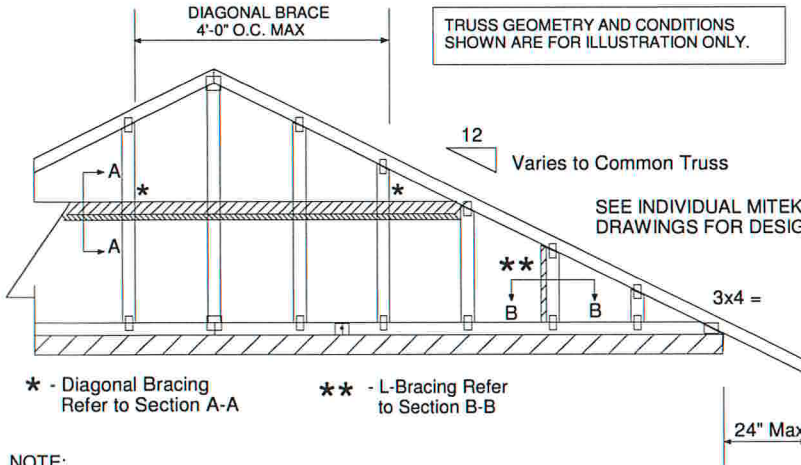 DIAGONAL BRACE
4'-0" O.C. MAX
TRUSS GEOMETRY AND CONDITIONS
SHOWN ARE FOR ILLUSTRATION ONLY.
12
Varies to Common Truss
A
*
*
SEE INDIVIDUAL MITEK
DRAWINGS FOR DESIG
A
**
B
B
3x4 =
* - Diagonal Bracing
Refer to Section A-A
** - L-Bracing Refer
to Section B-B
24" Max
NOTE: